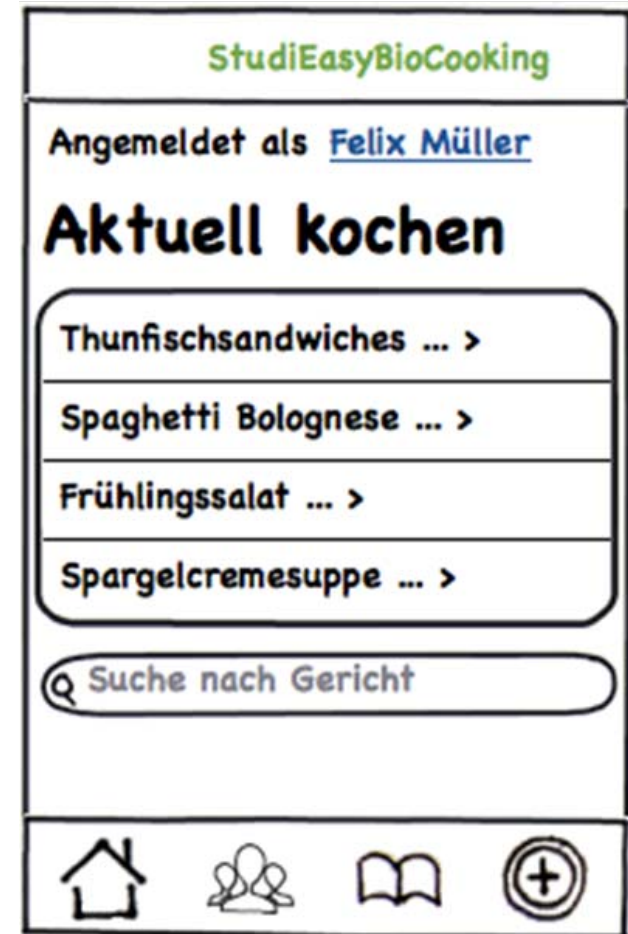 StudiEasyBioCooking
Angemeldet als Felix Müller
Aktuell kochen
Thunfischsandwiches ... >
Spaghetti Bolognese ... >
Frühlingssalat ... >
Spargelcremesuppe ... >
Suche nach Gericht